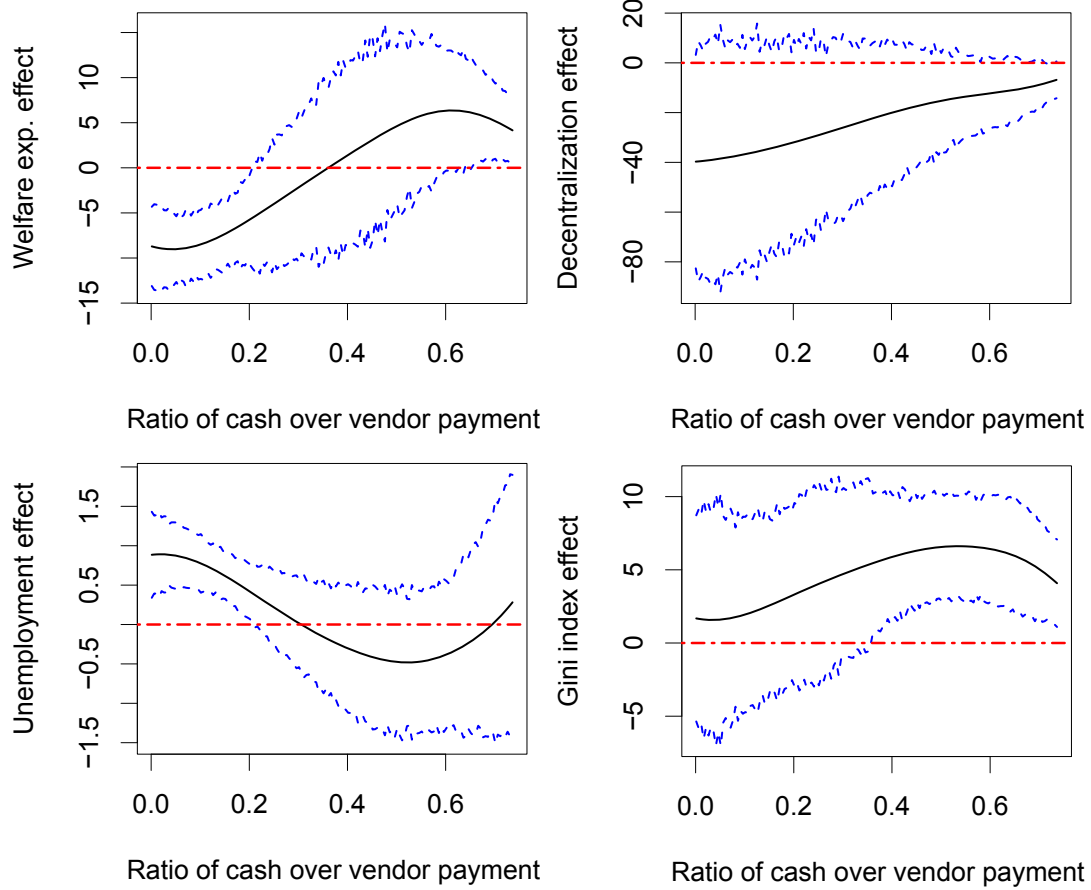 Welfare exp. effect
10
5
0
−5
−15
0.0 0.2 0.4 0.6
Ratio of cash over vendor payment
Decentralization effect
20
0
−40
−80
0.0 0.2 0.4 0.6
Ratio of cash over vendor payment
Unemployment effect
1.5
0.5
−0.5
−1.5
0.0 0.2 0.4 0.6
Ratio of cash over vendor payment
Gini index effect
10
5
0
−5
0.0 0.2 0.4 0.6
Ratio of cash over vendor payment